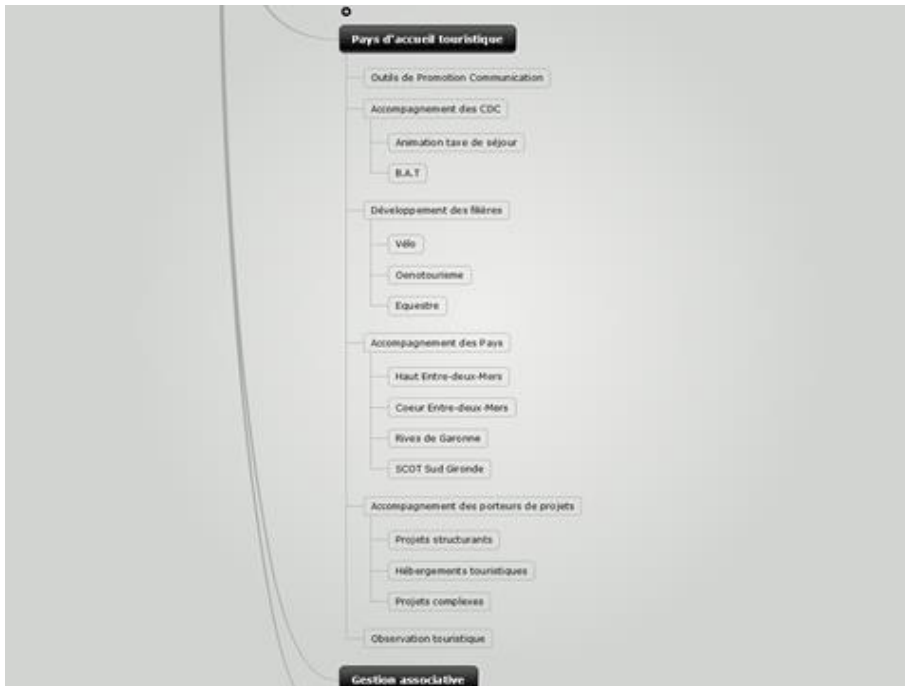 Pays d'accueil touristique
Outils de Promotion Communication
Accompagnement des CDC
Animation taxe de séjour
B.A.T
Développement des filières
Vélo
Oenotourisme
Equestre
Accompagnement des Pays
Haut Entre-deux-Mers
Coeur Entre-deux-Mers
Rives de Garonne
SCOT Sud Gironde
Accompagnement des porteurs de projets
Projets structurants
Hébergements touristiques
Projets complexes
Observation touristique
Gestion associative